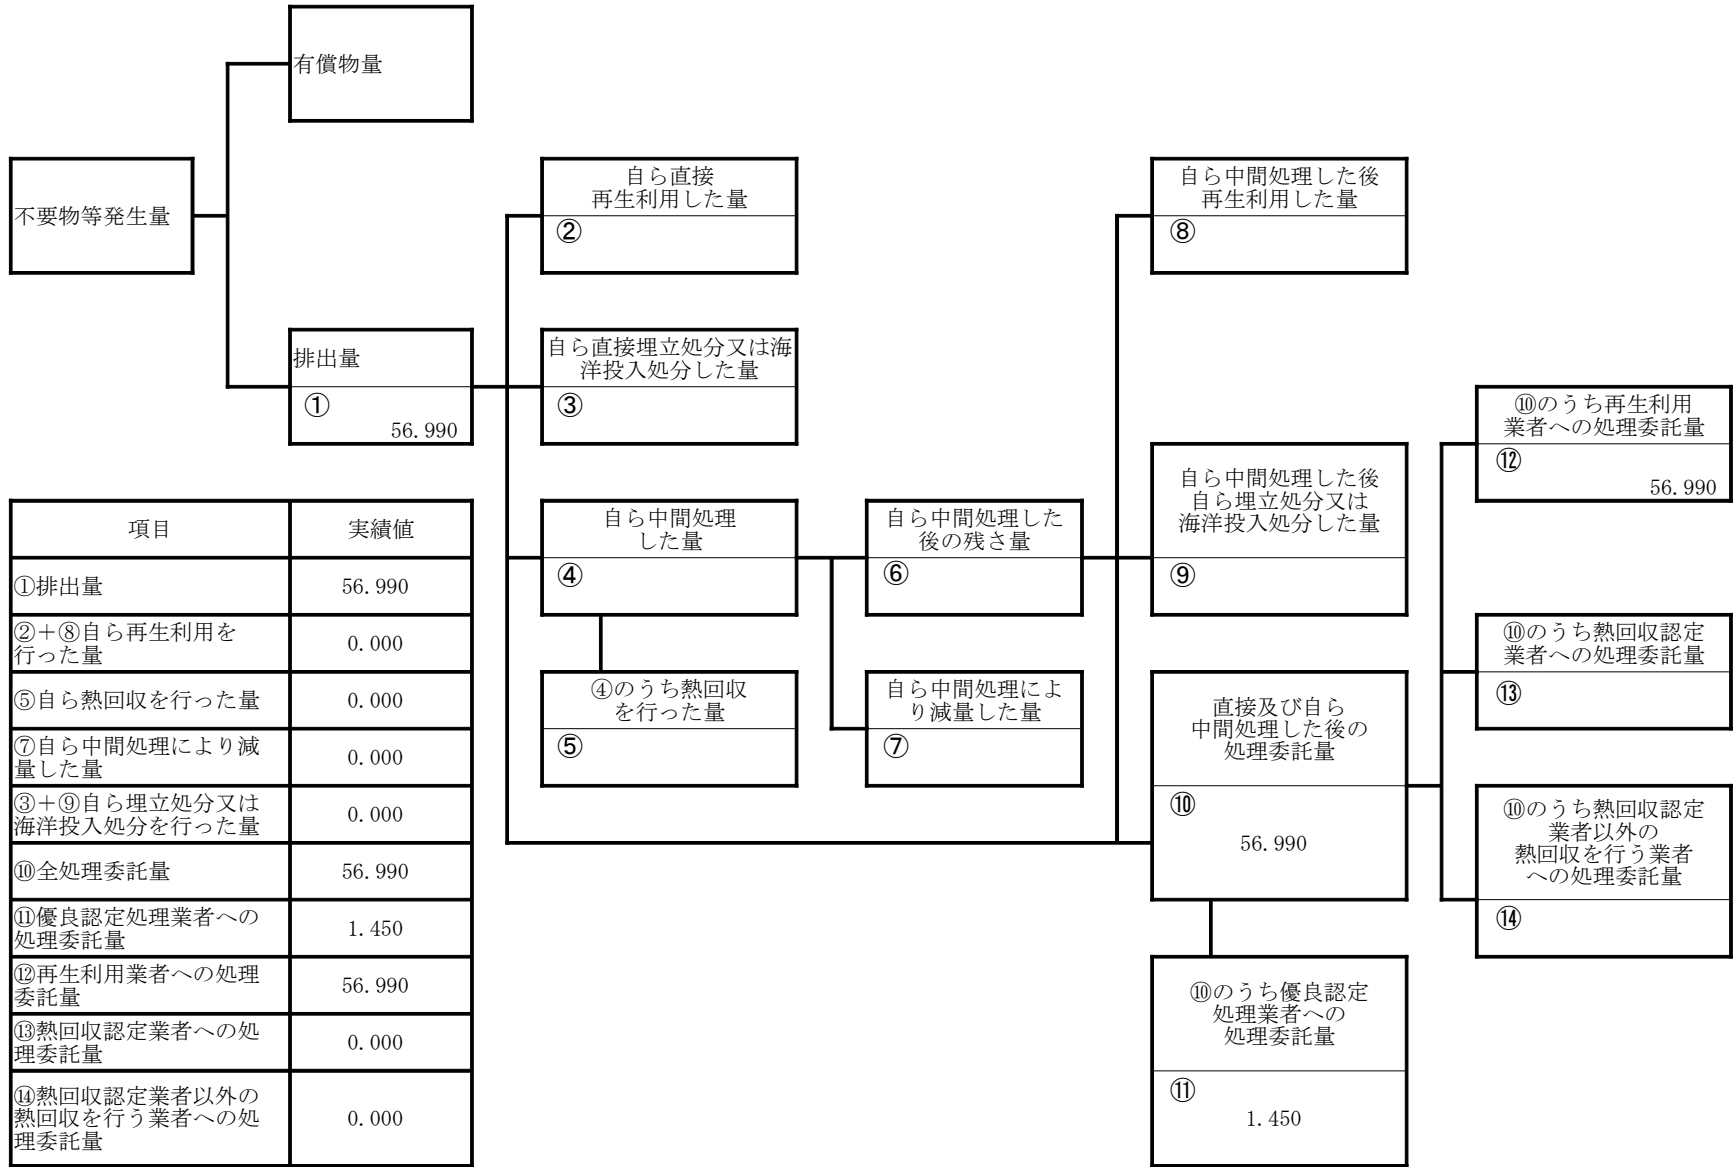 有償物量
不要物等発生量
排出量
①
56.990
自ら直接
再生利用した量
②
自ら直接埋立処分又は海
洋投入処分した量
③
自ら中間処理
した量
④
④のうち熱回収
を行った量
⑤
自ら中間処理した
後の残さ量
⑥
自ら中間処理によ
り減量した量
⑦
自ら中間処理した後
再生利用した量
⑧
自ら中間処理した後
自ら埋立処分又は
海洋投入処分した量
⑨
直接及び自ら
中間処理した後の
処理委託量
⑩
56.990
⑩のうち優良認定
処理業者への
処理委託量
⑪
1.450
⑩のうち再生利用
業者への処理委託量
⑫
56.990
⑩のうち熱回収認定
業者への処理委託量
⑬
⑩のうち熱回収認定
業者以外の
熱回収を行う業者
への処理委託量
⑭
項目 実績値
①排出量 56.990
②+⑧自ら再生利用を
行った量 0.000
⑤自ら熱回収を行った量 0.000
⑦自ら中間処理により減
量した量 0.000
③+⑨自ら埋立処分又は
海洋投入処分を行った量 0.000
⑩全処理委託量 56.990
⑪優良認定処理業者への
処理委託量 1.450
⑫再生利用業者への処理
委託量 56.990
⑬熱回収認定業者への処
理委託量 0.000
⑭熱回収認定業者以外の
熱回収を行う業者への処
理委託量 0.000